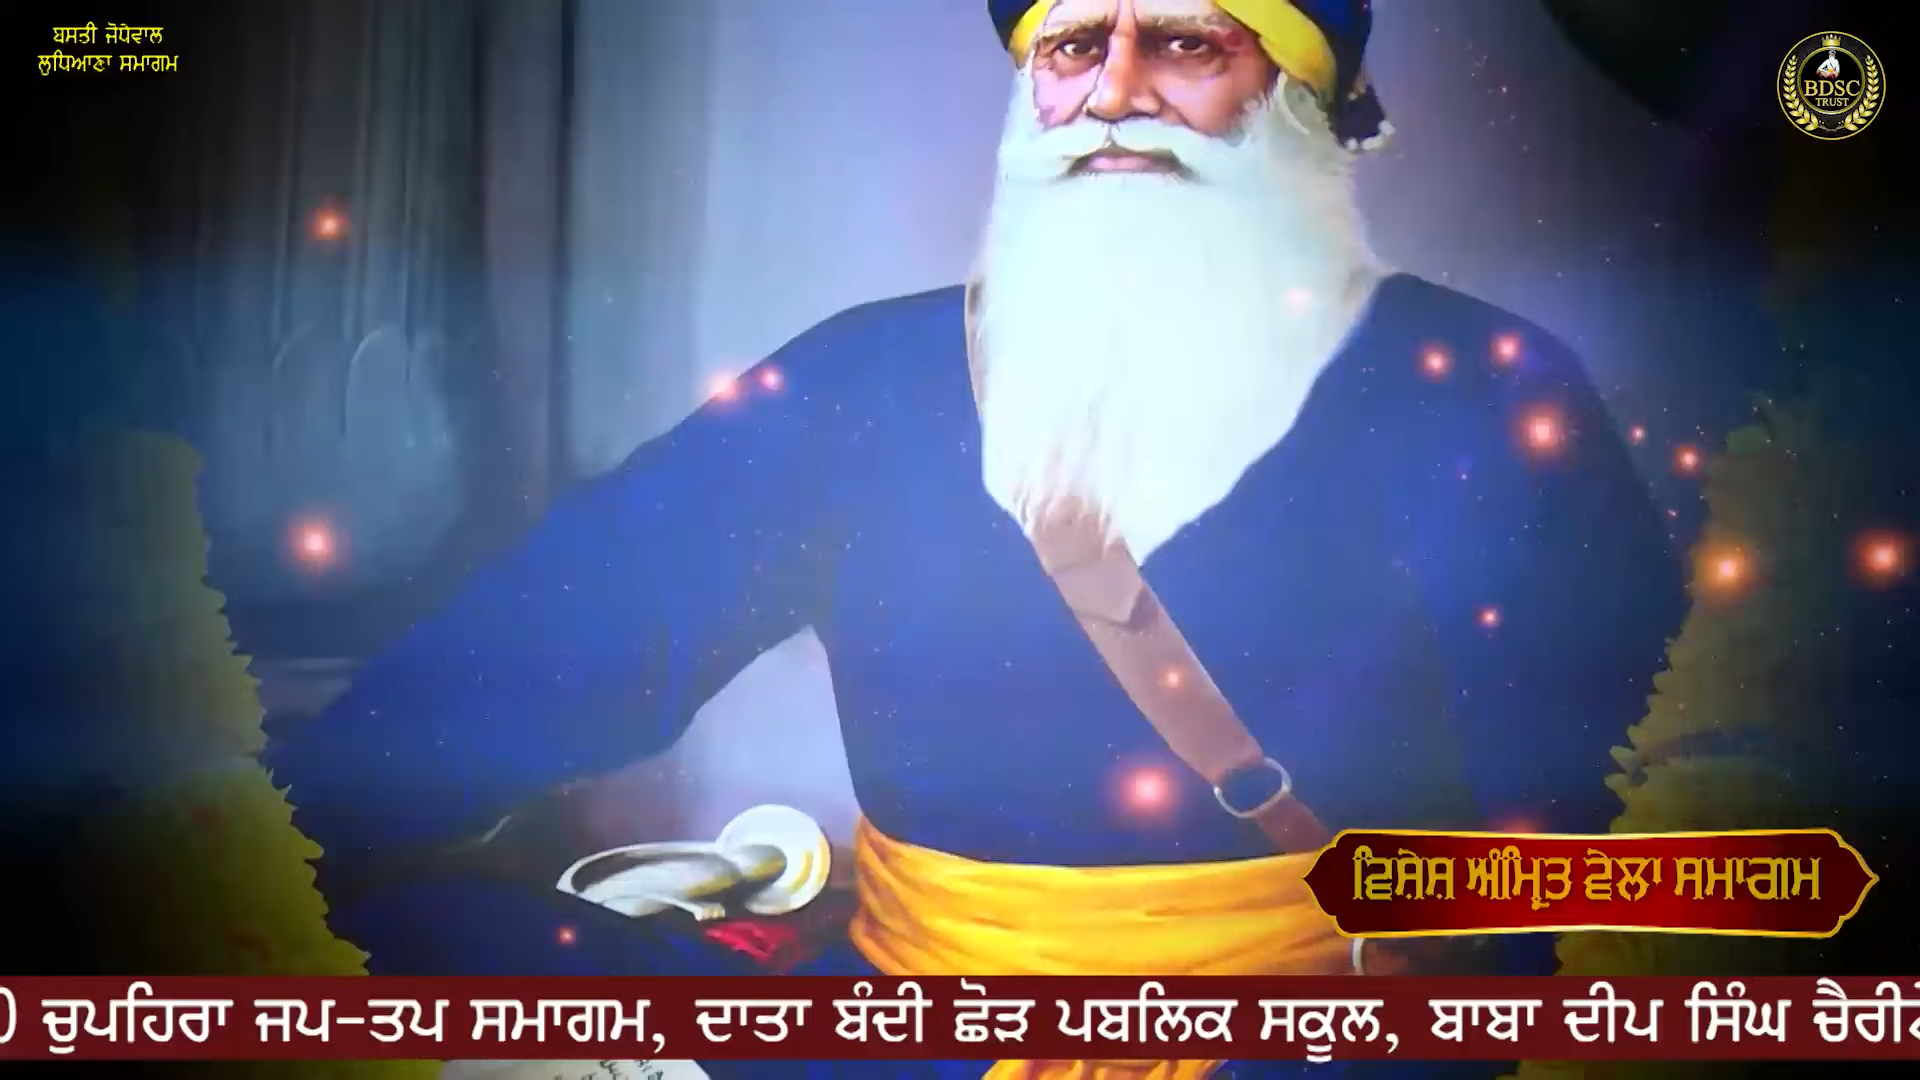 ਬਸਤੀ ਜੋਧੇਵਾਲ
ਲੁਧਿਆਣਾ ਸਮਾਗਮ
BDSC
TRUST
ਵਿਸ਼ੇਸ਼ ਅੰਮ੍ਰਿਤ ਵੇਲਾ ਸਮਾਗਮ
) ਚੁਪਹਿਰਾ ਜਪ-ਤਪ ਸਮਾਗਮ, ਦਾਤਾ ਬੰਦੀ ਛੋੜ ਪਬਲਿਕ ਸਕੂਲ, ਬਾਬਾ ਦੀਪ ਸਿੰਘ